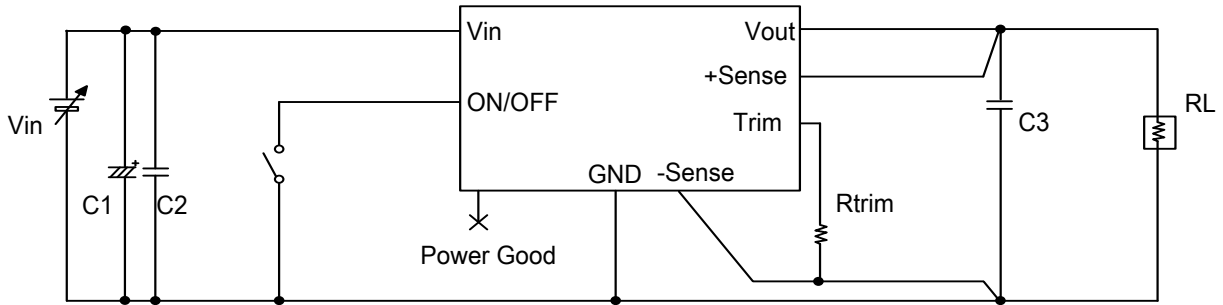 Vin
Vout
+Sense
ON/OFF
Trim
GND
-Sense
Vin
C1
+
C2
C3
RL
Rtrim
Power Good